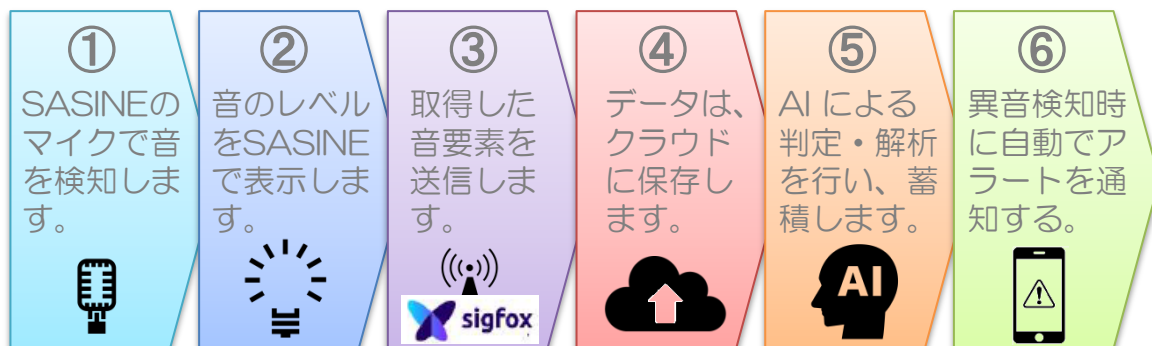 ①
SASINEの
マイクで音
を検知しま
す。
②
音のレベル
をSASINE
で表示しま
す。
③
取得した
音要素を
送信しま
す。
sigfox
④
データは、
クラウド
に保存し
ます。
⑤
AI による
判定・解析
を行い、蓄
積します。
AI
⑥
異音検知時
に自動でア
ラートを通
知する。